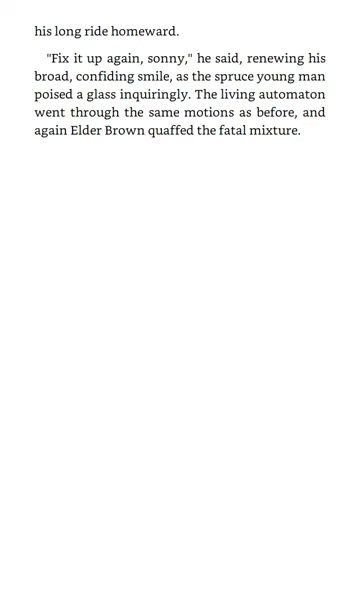 his long ride homeward.
"Fix it up again, sonny," he said, renewing his
broad, confiding smile, as the spruce young man
poised a glass inquiringly. The living automaton
went through the same motions as before, and
again Elder Brown quaffed the fatal mixture.